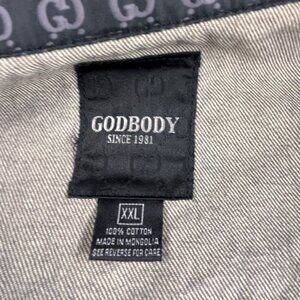 GODBODY
SINCE 1981
XXL
100% COTTON
MADE IN MONGOLIA
SEE REVERSE FOR CARE